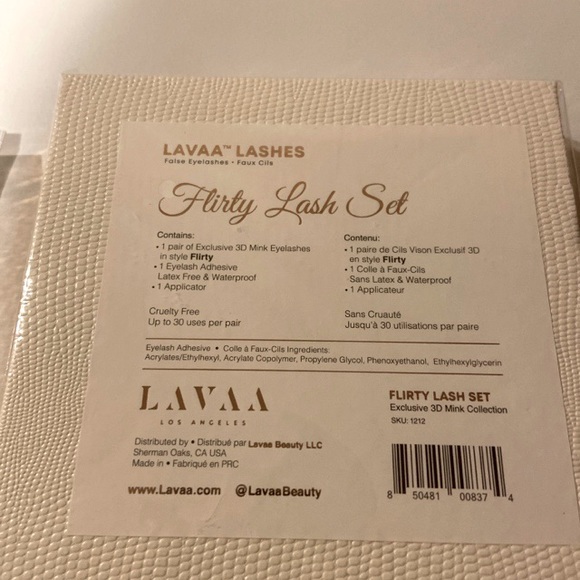 LAVAA™ LASHES
False Eyelashes • Faux Cils
Flirty Lash Set
Contains:
• 1 pair of Exclusive 3D Mink Eyelashes
in style Flirty
• 1 Eyelash Adhesive
Latex Free & Waterproof
• 1 Applicator
Cruelty Free
Up to 30 uses per pair
Contenu:
• 1 paire de Cils Vison Exclusif 3D
en style Flirty
• 1 Colle à Faux-Cils
Sans Latex & Waterproof
• 1 Applicateur
Sans Cruauté
Jusqu'à 30 utilisations par paire
Eyelash Adhesive • Colle à Faux-Cils Ingredients:
Acrylates/Ethylhexyl, Acrylate Copolymer, Propylene Glycol, Phenoxyethanol, Ethylhexylglycerin
LAVAA
LOS ANGELES
FLIRTY LASH SET
Exclusive 3D Mink Collection
SKU: 1212
Distributed by • Distribué par Lavaa Beauty LLC
Sherman Oaks, CA USA
Made in • Fabriqué en PRC
www.Lavaa.com @LavaaBeauty
8 50481 00837 4